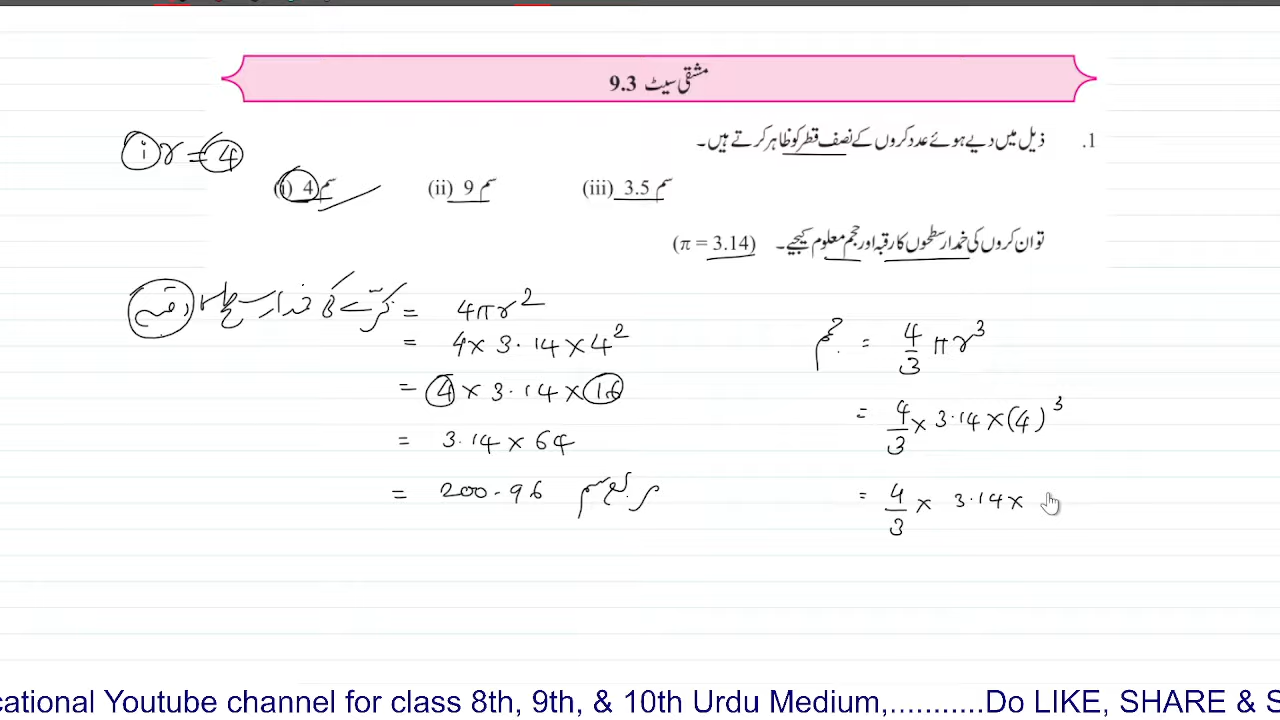 مشقی سیٹ 9.3
1. ذیل میں دیے ہوئے عدد کروں کے نصف قطر کو ظاہر کرتے ہیں۔
(i) 4 سم (ii) 9 سم (iii) 3.5 سم
تو ان کروں کی خمدار سطحوں کا رقبہ اور حجم معلوم کیجیے۔ (π = 3.14)
i r = 4
کرّے کی خمدار سطح کا رقبہ = 4πr²
= 4 × 3.14 × 4²
= 4 × 3.14 × 16
= 3.14 × 64
= 200.96 مربع سم
حجم = 4/3 πr³
= 4/3 × 3.14 × (4)³
= 4/3 × 3.14 ×
cational Youtube channel for class 8th, 9th, & 10th Urdu Medium,...........Do LIKE, SHARE & S